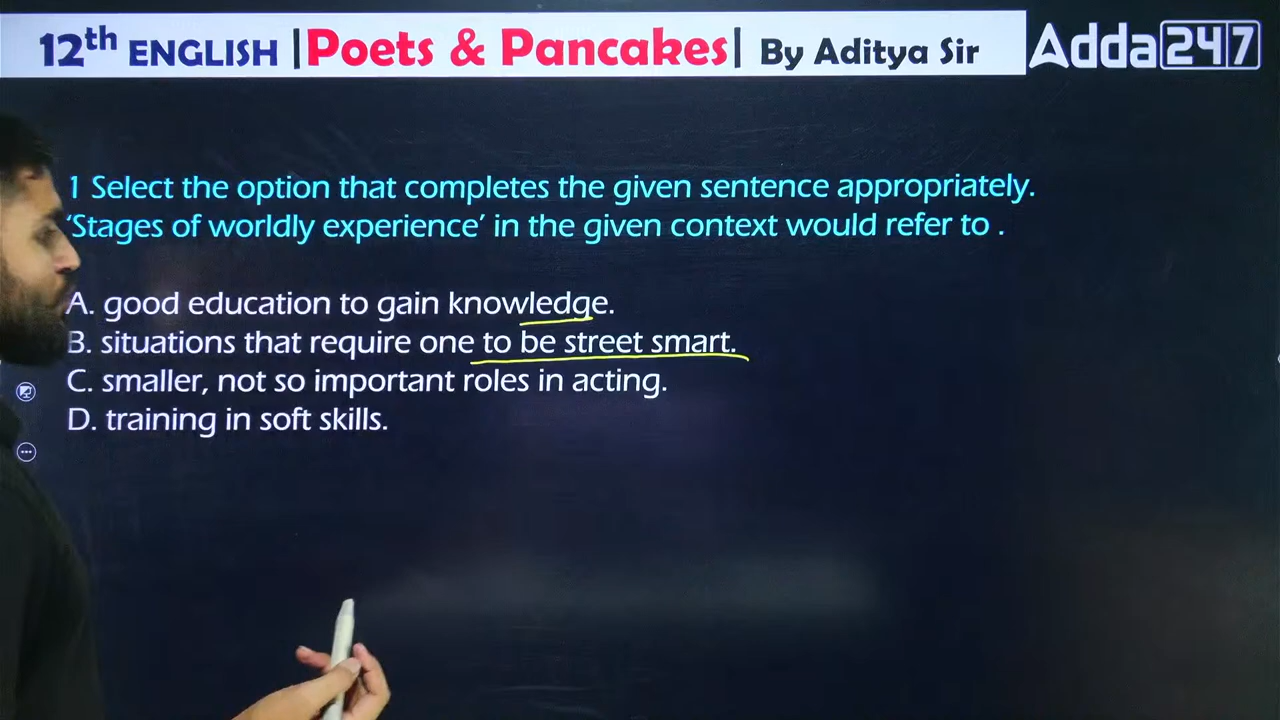 12th ENGLISH |Poets & Pancakes| By Aditya Sir
Adda247
1 Select the option that completes the given sentence appropriately.
‘Stages of worldly experience’ in the given context would refer to .
A. good education to gain knowledge.
B. situations that require one to be street smart.
C. smaller, not so important roles in acting.
D. training in soft skills.